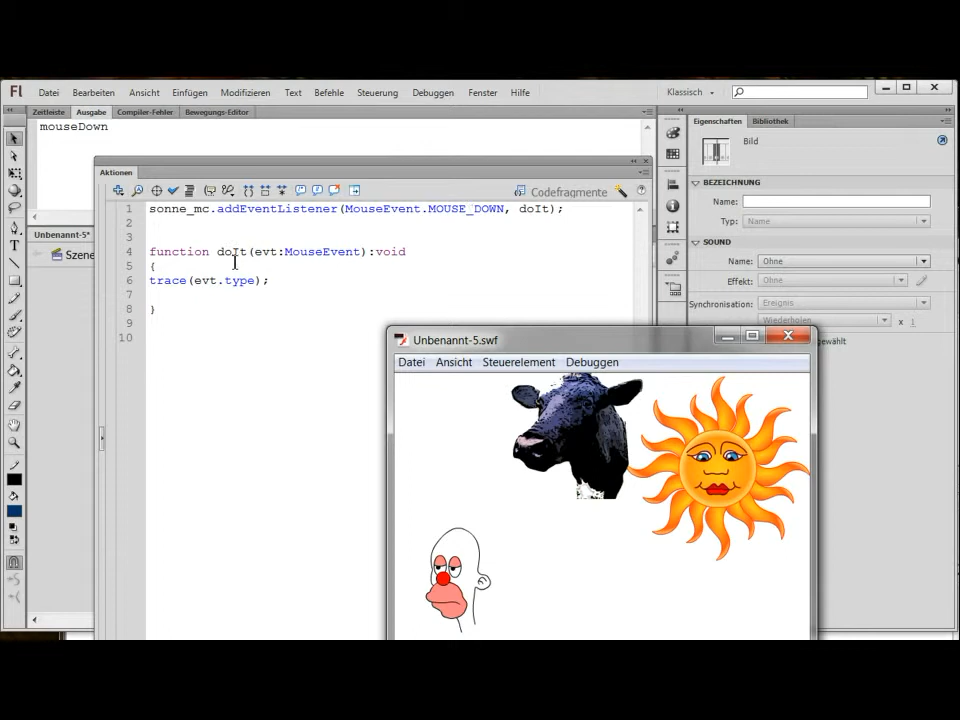 Fl Datei Bearbeiten Ansicht Einfügen Modifizieren Text Befehle Steuerung Debuggen Fenster Hilfe Klassisch
Zeitleiste Ausgabe Compiler-Fehler Bewegungs-Editor
mouseDown
Eigenschaften Bibliothek
Bild
BEZEICHNUNG
Name:
Typ: Name
SOUND
Name: Ohne
Effekt: Ohne
Synchronisation: Ereignis
Wiederholen x 1
gewählt
Unbenannt-5*
Szene
Aktionen
Codefragmente
1 sonne_mc.addEventListener(MouseEvent.MOUSE_DOWN, doIt);
2
3
4 function doIt(evt:MouseEvent):void
5 {
6 trace(evt.type);
7
8 }
9
10
Unbenannt-5.swf
Datei Ansicht Steuerelement Debuggen